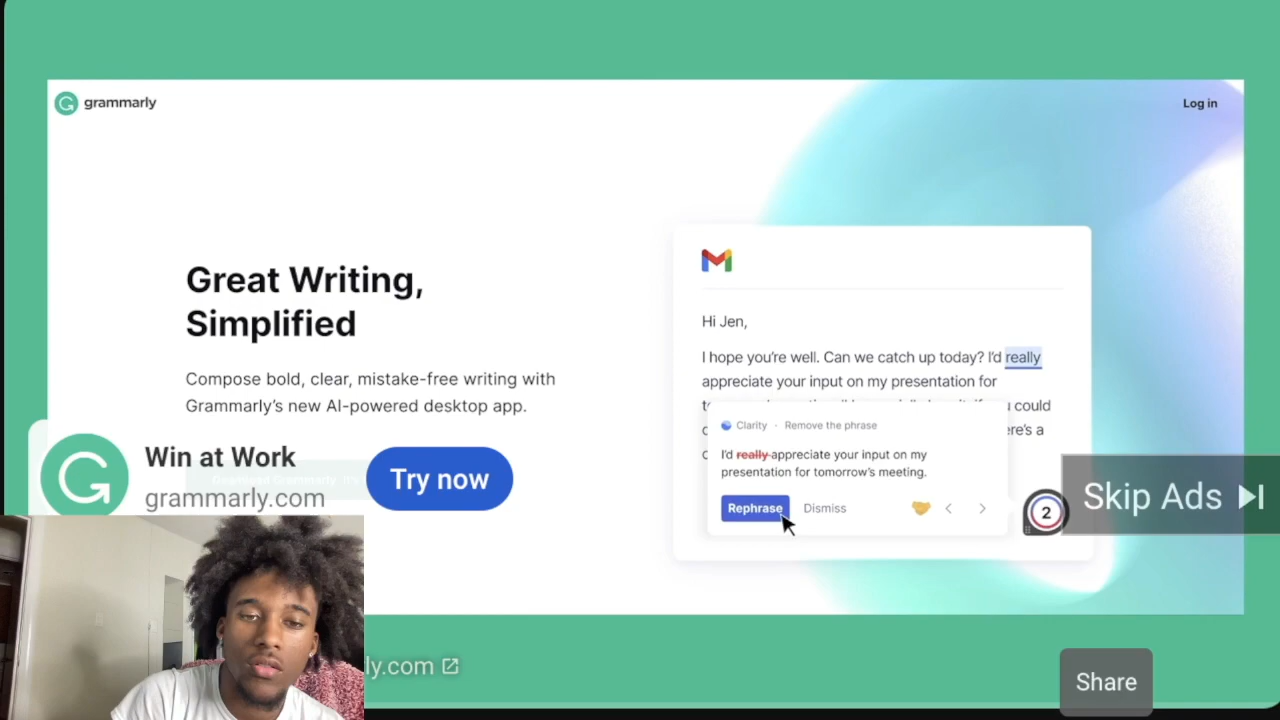 grammarly
Log in
Great Writing,
Simplified
Compose bold, clear, mistake-free writing with
Grammarly's new AI-powered desktop app.
Hi Jen,
I hope you're well. Can we catch up today? I'd really
appreciate your input on my presentation for
could
ere's a
Clarity · Remove the phrase
I'd really appreciate your input on my
presentation for tomorrow's meeting.
Rephrase
Dismiss
2
Win at Work
grammarly.com
Try now
Skip Ads
ly.com
Share